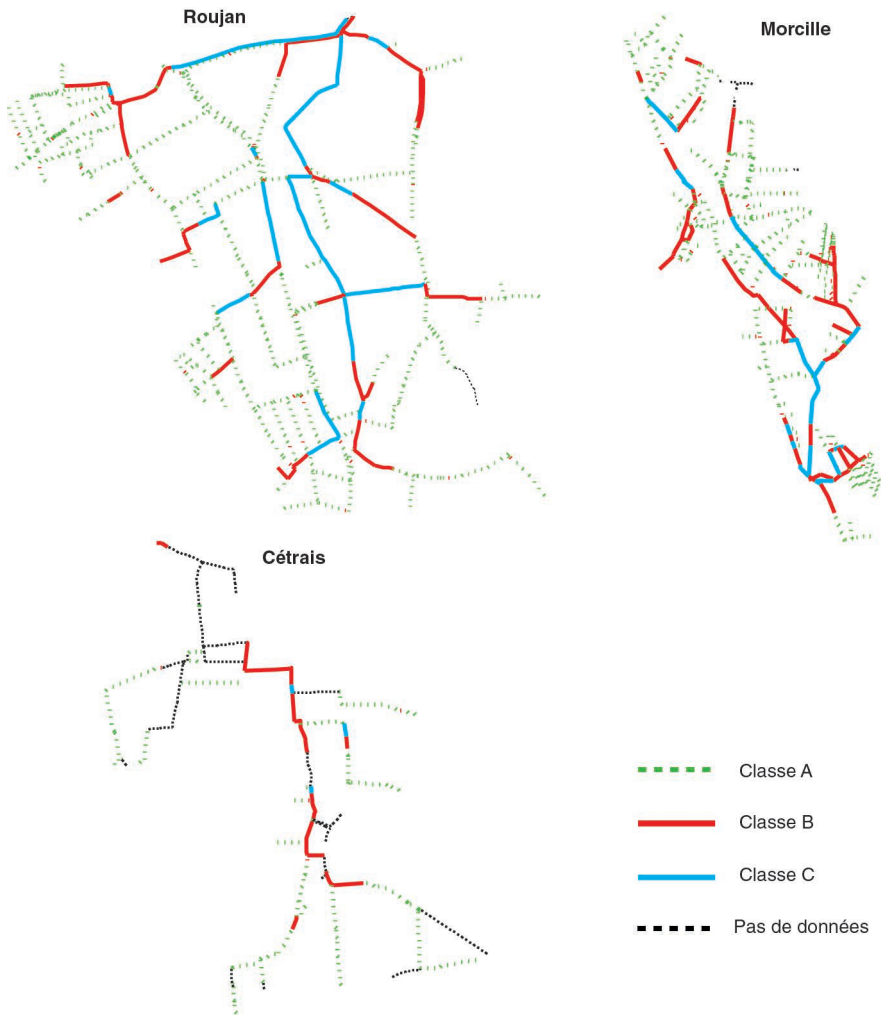 Roujan
Morcille
Cétrais
Classe A
Classe B
Classe C
Pas de données